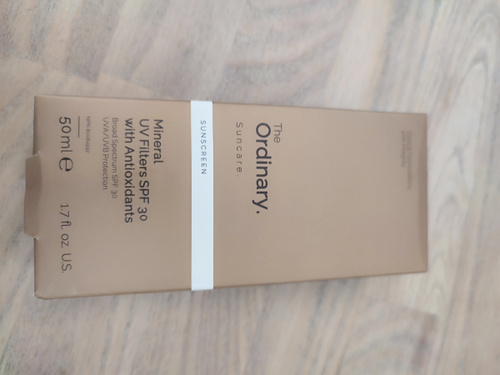 The
Ordinary.
Suncare.
SUNSCREEN
Mineral
UV Filters SPF 30
with Antioxidants
Broad Spectrum SPF 30
UVA/UVB Protection
50ml e 1.7 fl. oz. U.S.